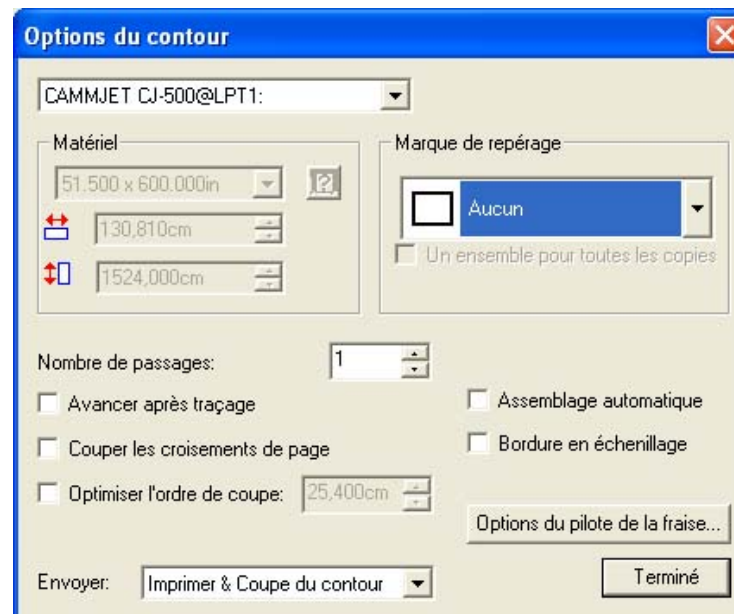 Options du contour
CAMMJET CJ-500@LPT1:
Matériel
51.500 x 600.000in
130,810cm
1524,000cm
Marque de repérage
Aucun
Un ensemble pour toutes les copies
Nombre de passages:
1
Avancer après traçage
Couper les croisements de page
Optimiser l'ordre de coupe:
25,400cm
Assemblage automatique
Bordure en échenillage
Options du pilote de la fraise...
Envoyer:
Imprimer & Coupe du contour
Terminé